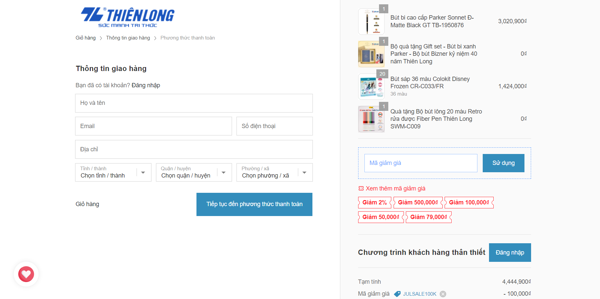 THIÊNLONG
SỨC MẠNH TRI THỨC
Giỏ hàng > Thông tin giao hàng > Phương thức thanh toán
Thông tin giao hàng
Bạn đã có tài khoản? Đăng nhập
Họ và tên
Email Số điện thoại
Địa chỉ
Tỉnh / thành Quận / huyện Phường / xã
Chọn tỉnh / thành Chọn quận / huyện Chọn phường / xã
Giỏ hàng Tiếp tục đến phương thức thanh toán
1
Bút bi cao cấp Parker Sonnet Đ-
Matte Black GT TB-1950876
3,020,900₫
1
Bộ quà tặng Gift set - Bút bi xanh
Parker - Bộ bút Bizner kỷ niệm 40
năm Thiên Long
0₫
20
Bút sáp 36 màu Colokit Disney
Frozen CR-C033/FR
36 màu
1,424,000₫
1
Quà tặng Bộ bút lông 20 màu Retro
rửa được Fiber Pen Thiên Long
SWM-C009
0₫
Mã giảm giá Sử dụng
Xem thêm mã giảm giá
Giảm 2% Giảm 500,000₫ Giảm 100,000₫
Giảm 50,000₫ Giảm 79,000₫
Chương trình khách hàng thân thiết Đăng nhập
Tạm tính 4,444,900₫
Mã giảm giá JULSALE100K - 100,000₫